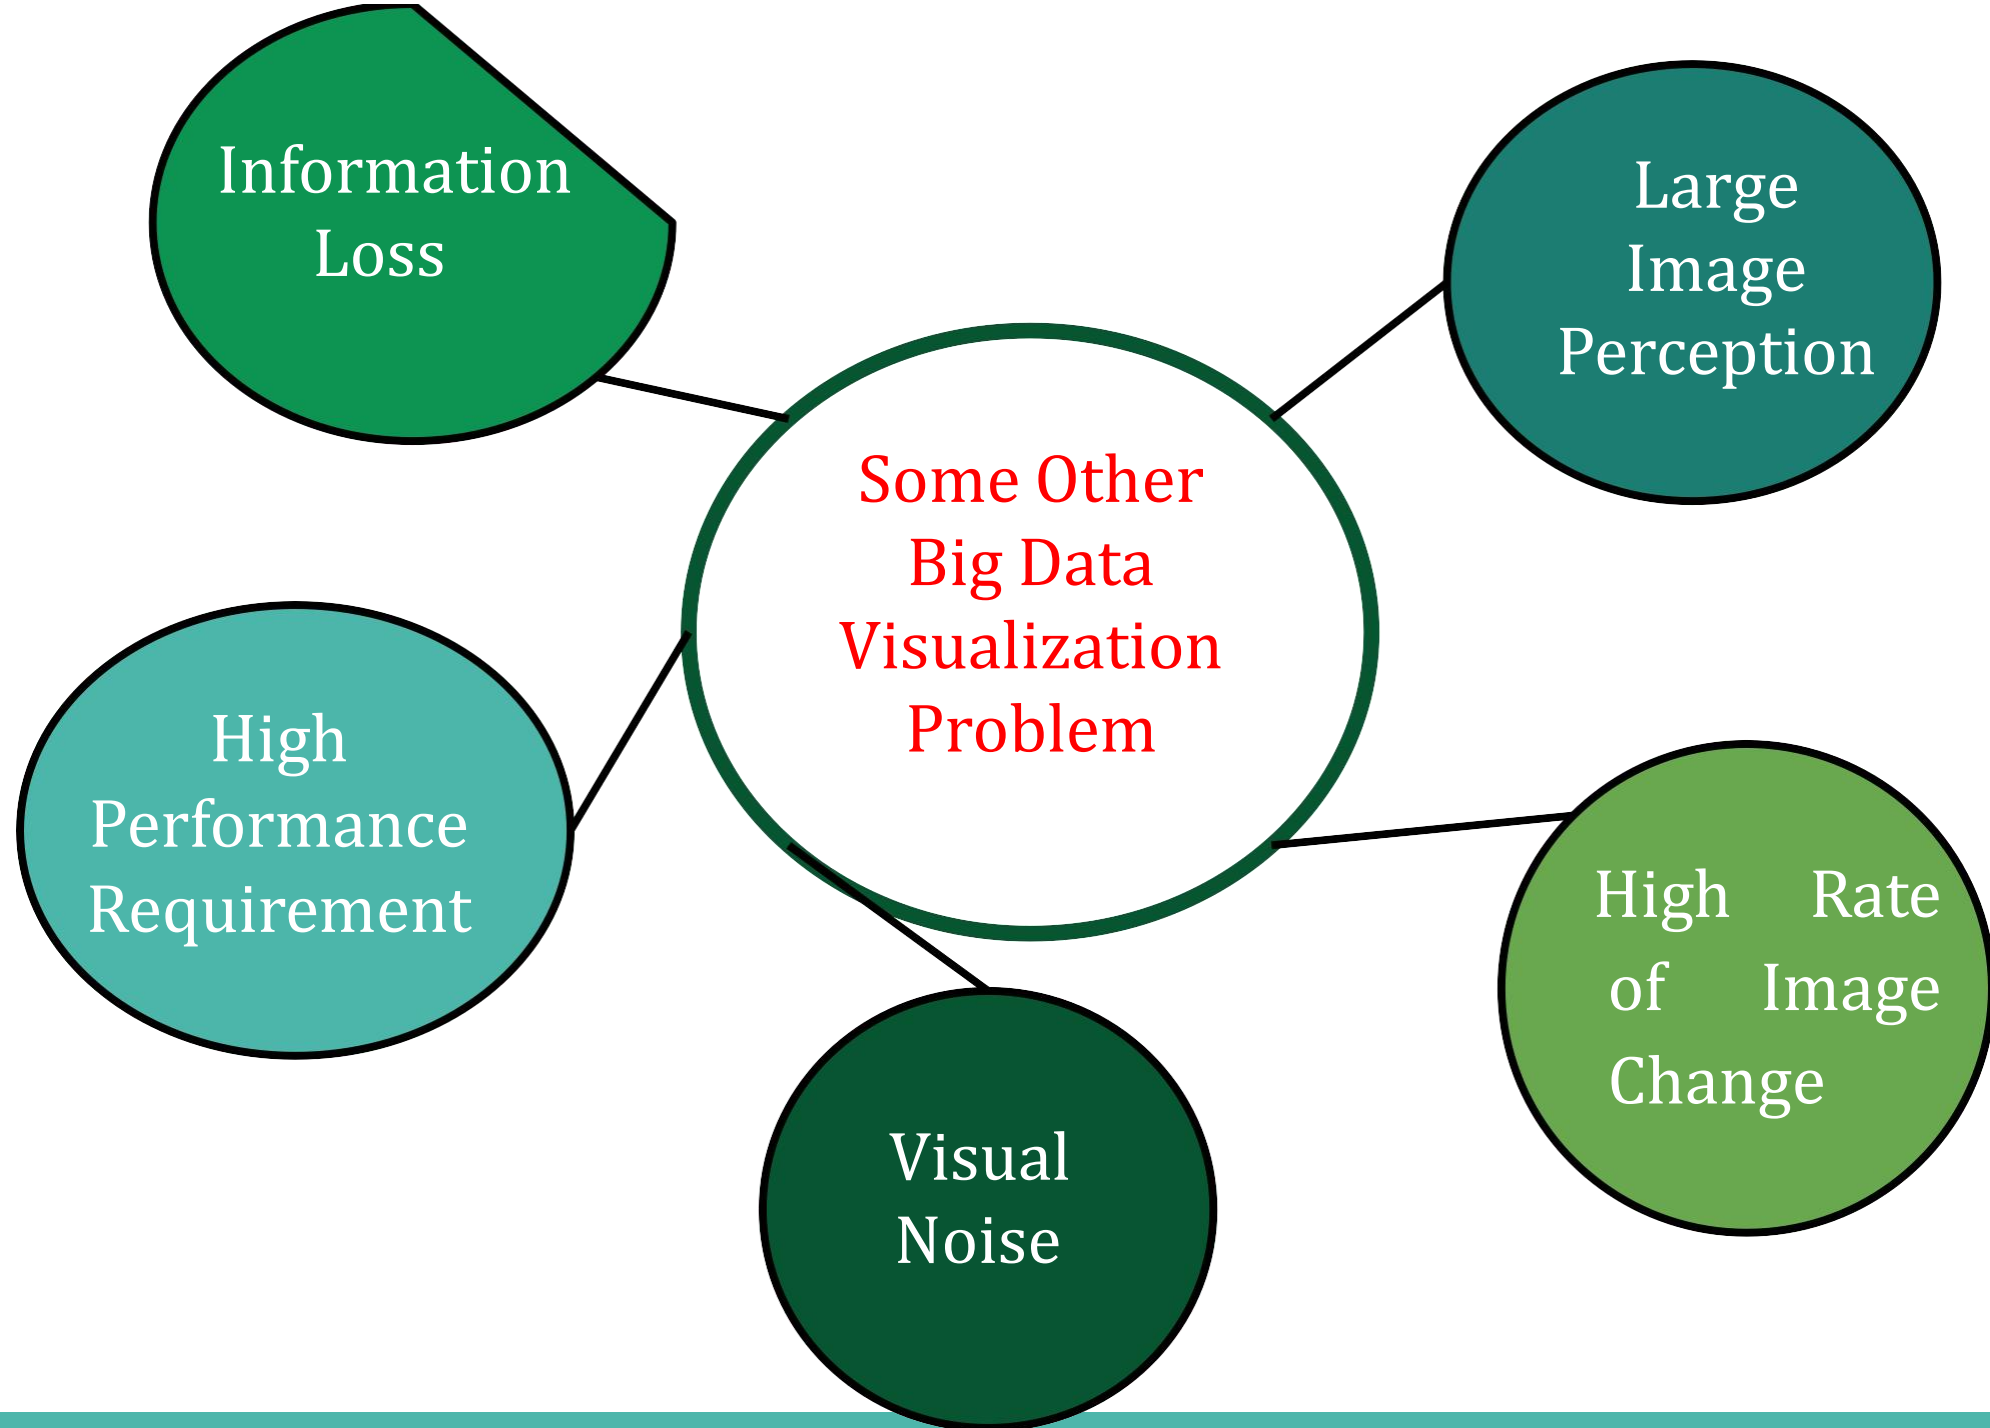 Information
Loss
Large
Image
Perception
Some Other
Big Data
Visualization
Problem
High
Performance
Requirement
High Rate
of Image
Change
Visual
Noise